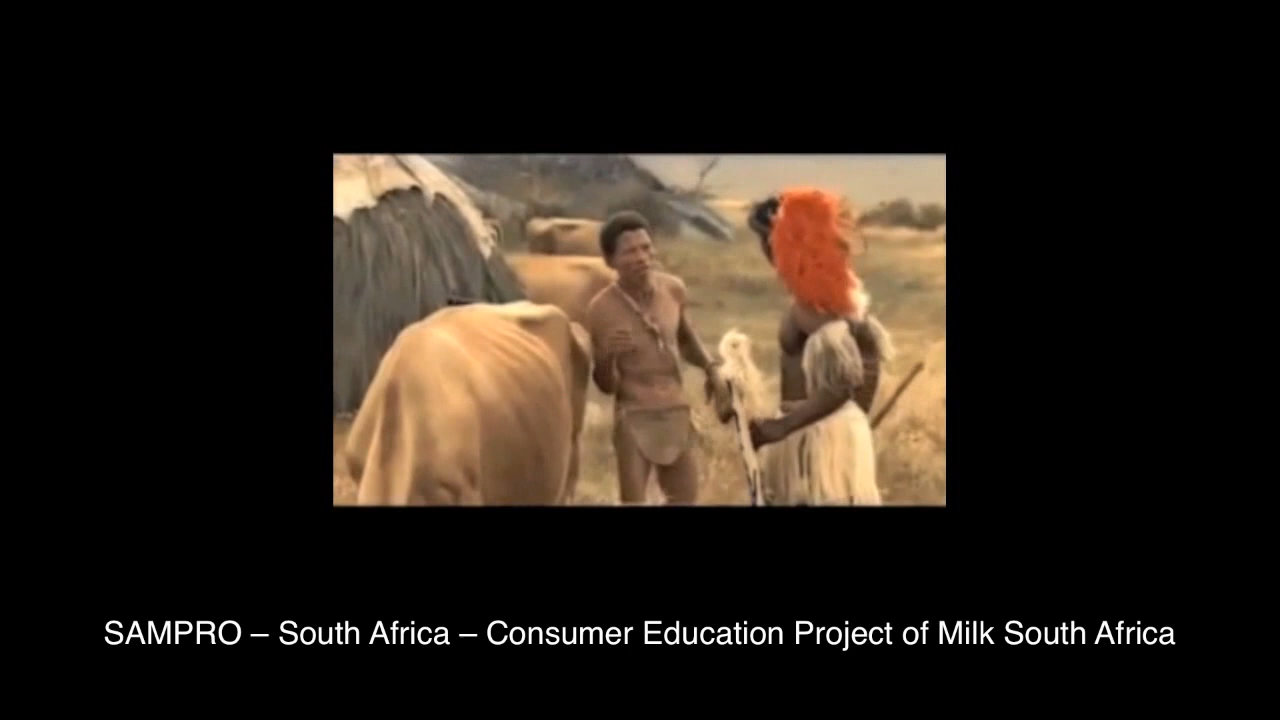 SAMPRO – South Africa – Consumer Education Project of Milk South Africa